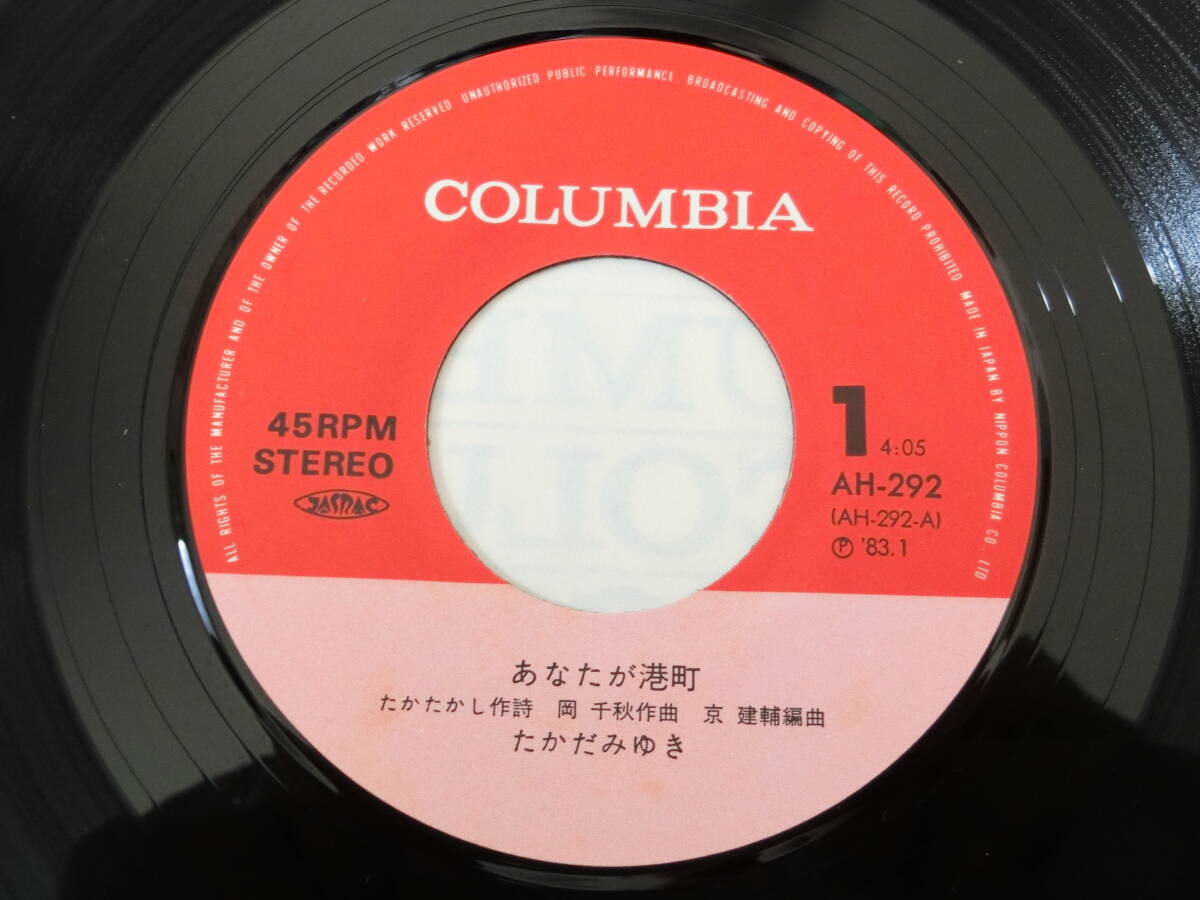 ALL RIGHTS OF THE MANUFACTURER AND OF THE OWNER OF THE RECORDED WORK RESERVED UNAUTHORIZED PUBLIC PERFORMANCE. BROADCASTING AND COPYING OF THIS RECORD PROHIBITED MADE IN JAPAN BY NIPPON COLUMBIA CO., LTD
COLUMBIA
45RPM
STEREO
JASRAC
1 4:05
AH-292
(AH-292-A)
Ⓟ '83.1
あなたが港町
たかたかし作詩 岡 千秋作曲 京 建輔編曲
たかだみゆき